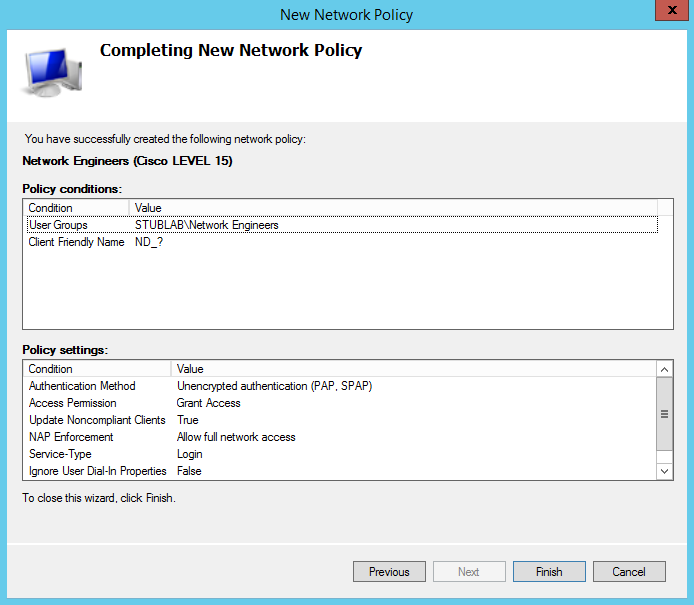 New Network Policy
x
Completing New Network Policy
You have successfully created the following network policy:
Network Engineers (Cisco LEVEL 15)
Policy conditions:
Condition Value
User Groups STUBLAB\Network Engineers
Client Friendly Name ND_?
Policy settings:
Condition Value
Authentication Method Unencrypted authentication (PAP, SPAP)
Access Permission Grant Access
Update Noncompliant Clients True
NAP Enforcement Allow full network access
Service-Type Login
Ignore User Dial-In Properties False
To close this wizard, click Finish.
Previous Next Finish Cancel